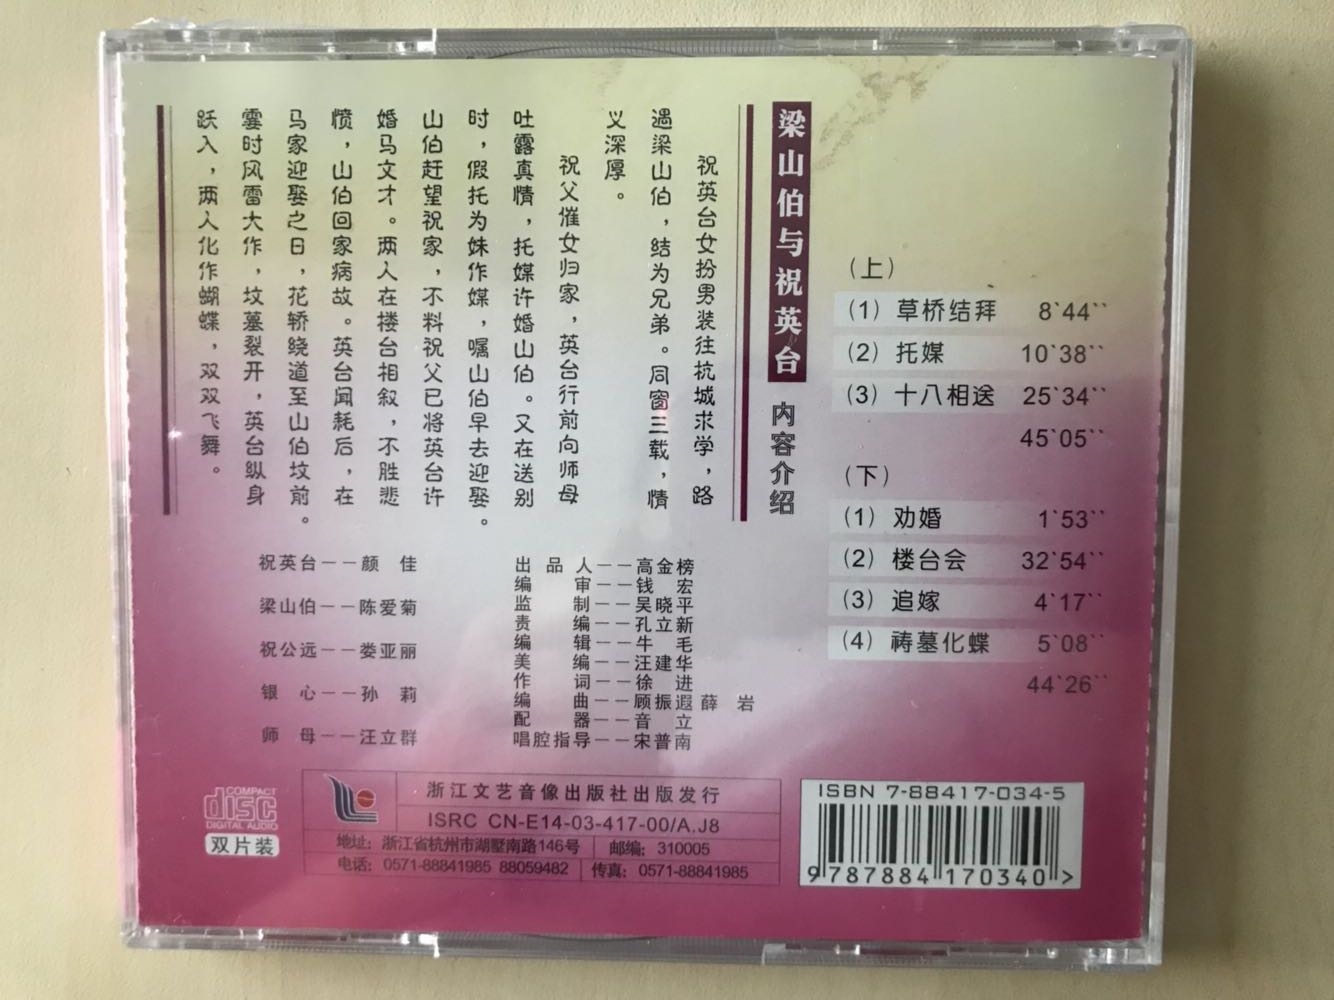 梁山伯与祝英台
内容介绍
祝英台女扮男装往杭城求学，路
遇梁山伯，结为兄弟。同窗三载，情
义深厚。
祝父催女归家，英台行前向师母
吐露真情，托媒许婚山伯。又在送别
时，假托为妹作媒，嘱山伯早去迎娶。
山伯赶望祝家，不料祝父已将英台许
婚马文才。两人在楼台相叙，不胜悲
愤，山伯回家病故。英台闻耗后，在
马家迎娶之日，花轿绕道至山伯坟前。
霎时风雷大作，坟墓裂开，英台纵身
跃入，两人化作蝴蝶，双双飞舞。
（上）
(1) 草桥结拜 8`44``
(2) 托媒 10`38``
(3) 十八相送 25`34``
45`05``
（下）
(1) 劝婚 1`53``
(2) 楼台会 32`54``
(3) 追嫁 4`17``
(4) 祷墓化蝶 5`08``
44`26``
祝英台——颜 佳
梁山伯——陈爱菊
祝公远——娄亚丽
银 心——孙 莉
师 母——汪立群
出 品 人——高金榜
编 审——钱 宏
监 制——吴晓平
责 编——孔立新
编 辑——牛 毛
美 编——汪建华
作 词——徐 进
编 曲——顾振遐 薛 岩
配 器——音 立
唱腔指导——宋普南
COMPACT
disc
DIGITAL AUDIO
双片装
浙江文艺音像出版社出版发行
ISRC CN-E14-03-417-00/A.J8
地址：浙江省杭州市湖墅南路146号 邮编：310005
电话：0571-88841985 88059482 传真：0571-88841985
ISBN 7-88417-034-5
9 787884 170340 >